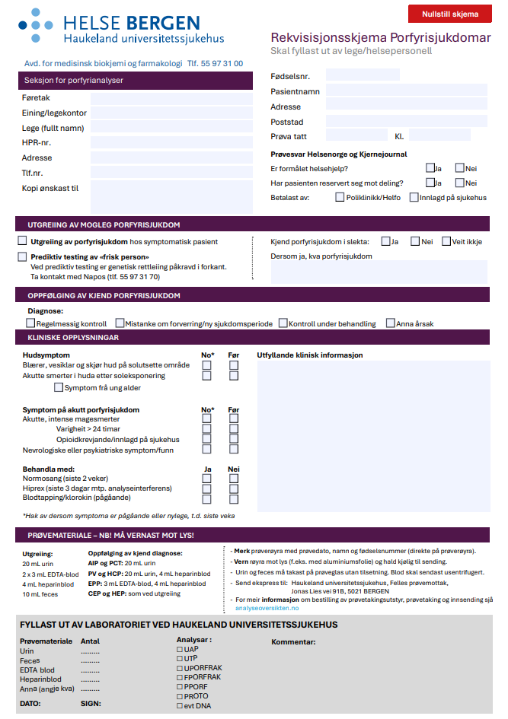 HELSE BERGEN
Haukeland universitetssjukehus
Nullstill skjema
Rekvisisjonsskjema Porfyrisjukdomar
Skal fyllast ut av lege/helsepersonell
Avd. for medisinsk biokjemi og farmakologi Tlf. 55 97 31 00
Seksjon for porfyrianalyser
Føretak
Eining/legekontor
Lege (fullt namn)
HPR-nr.
Adresse
Tlf.nr.
Kopi ønskast til
Fødselsnr.
Pasientnamn
Adresse
Poststad
Prøva tatt Kl.
Prøvesvar Helsenorge og Kjernejournal
Er formålet helsehjelp? Ja Nei
Har pasienten reservert seg mot deling? Ja Nei
Betalast av: Poliklinikk/Helfo Innlagd på sjukehus
UTGREIING AV MOGLEG PORFYRISJUKDOM
Utgreiing av porfyrisjukdom hos symptomatisk pasient
Prediktiv testing av «frisk person»
Ved prediktiv testing er genetisk rettleiing påkravd i forkant.
Ta kontakt med Napos (tlf. 55 97 31 70)
Kjend porfyrisjukdom i slekta: Ja Nei Veit ikkje
Dersom ja, kva porfyrisjukdom
OPPFØLGING AV KJEND PORFYRISJUKDOM
Diagnose:
Regelmessig kontroll Mistanke om forverring/ny sjukdomsperiode Kontroll under behandling Anna årsak
KLINISKE OPPLYSNINGAR
Hudsymptom No* Før
Blærer, vesiklar og skjør hud på solutsette område
Akutte smerter i huda etter soleksponering
Symptom frå ung alder
Symptom på akutt porfyrisjukdom No* Før
Akutte, intense magesmerter
Varigheit > 24 timar
Opioidkrevjande/innlagd på sjukehus
Nevrologiske eller psykiatriske symptom/funn
Behandla med: Ja Nei
Normosang (siste 2 veker)
Hiprex (siste 3 dagar mtp. analyseinterferens)
Blodtapping/klorokin (pågåande)
*Huk av dersom symptoma er pågåande eller nylege, t.d. siste veka
Utfyllande klinisk informasjon
PRØVEMATERIALE – NB! MÅ VERNAST MOT LYS!
Utgreiing:
20 mL urin
2 x 3 mL EDTA-blod
4 mL heparinblod
10 mL feces
Oppfølging av kjend diagnose:
AIP og PCT: 20 mL urin
PV og HCP: 20 mL urin, 4 mL heparinblod
EPP: 3 mL EDTA-blod, 4 mL heparinblod
CEP og HEP: som ved utgreiing
- Merk prøverøyra med prøvedato, namn og fødselsnummer (direkte på prøverøyra).
- Vern røyra mot lys (f.eks. med aluminiumsfolie) og hald kjølig til sending.
- Urin og feces må takast på prøveglas utan tilsetning. Blod skal sendast usentrifugert.
- Send ekspress til: Haukeland universitetssjukehus, Felles prøvemottak,
Jonas Lies vei 91B, 5021 BERGEN
- For meir informasjon om bestilling av prøvetakingsutstyr, prøvetaking og innsending sjå
analyseoversikten.no
FYLLAST UT AV LABORATORIET VED HAUKELAND UNIVERSITETSSJUKEHUS
Prøvemateriale Antal
Urin ........
Feces ........
EDTA blod ........
Heparinblod ........
Anna (angje kva) ........
DATO: SIGN:
Analysar :
UAP
UTP
UPORFRAK
FPORFRAK
PPORF
PROTO
evt DNA
Kommentar: